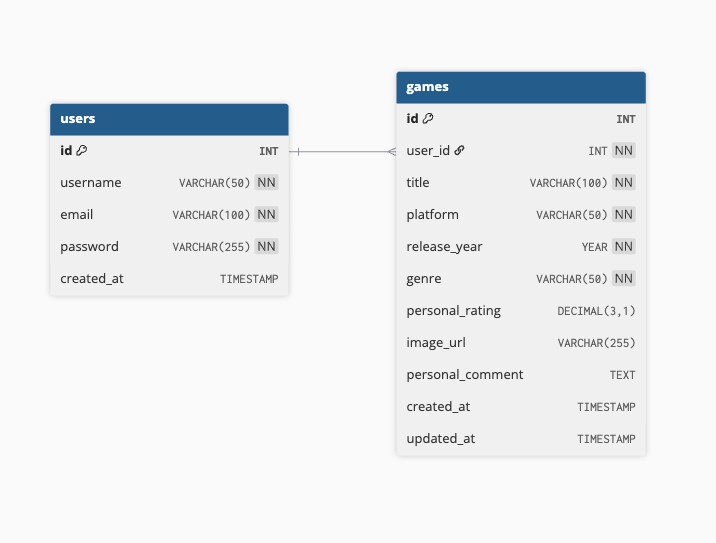 users
id INT
username VARCHAR(50) NN
email VARCHAR(100) NN
password VARCHAR(255) NN
created_at TIMESTAMP
games
id INT
user_id INT NN
title VARCHAR(100) NN
platform VARCHAR(50) NN
release_year YEAR NN
genre VARCHAR(50) NN
personal_rating DECIMAL(3,1)
image_url VARCHAR(255)
personal_comment TEXT
created_at TIMESTAMP
updated_at TIMESTAMP